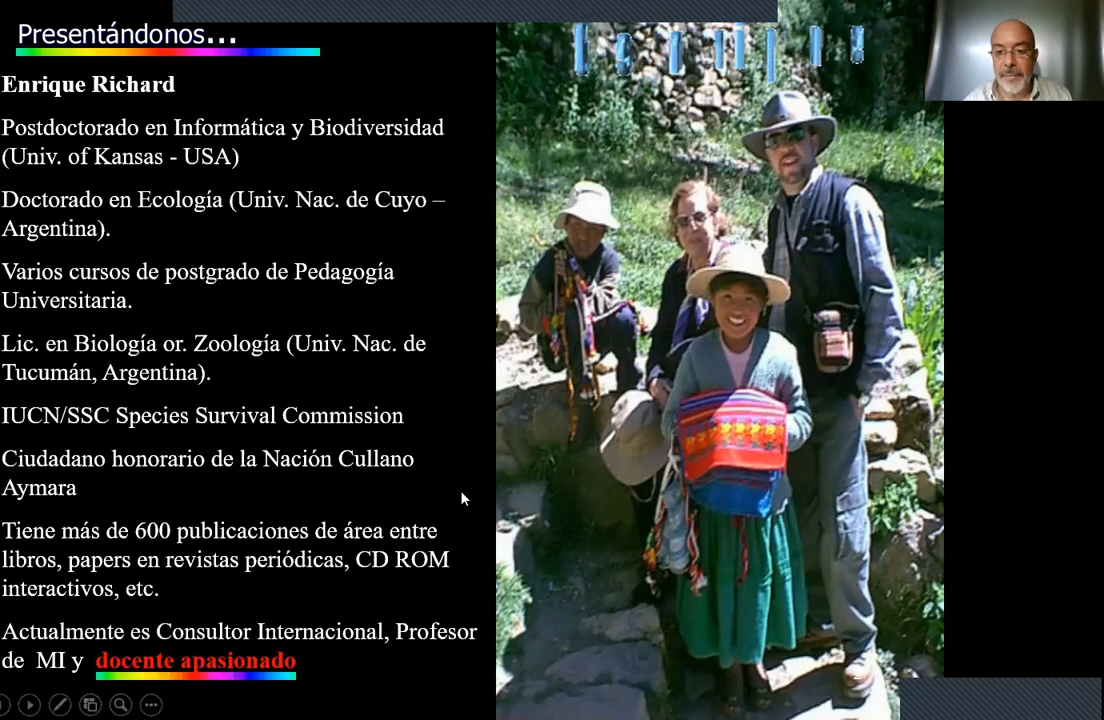 Presentándonos...
Enrique Richard
Postdoctorado en Informática y Biodiversidad
(Univ. of Kansas - USA)
Doctorado en Ecología (Univ. Nac. de Cuyo –
Argentina).
Varios cursos de postgrado de Pedagogía
Universitaria.
Lic. en Biología or. Zoología (Univ. Nac. de
Tucumán, Argentina).
IUCN/SSC Species Survival Commission
Ciudadano honorario de la Nación Cullano
Aymara
Tiene más de 600 publicaciones de área entre
libros, papers en revistas periódicas, CD ROM
interactivos, etc.
Actualmente es Consultor Internacional, Profesor
de MI y docente apasionado